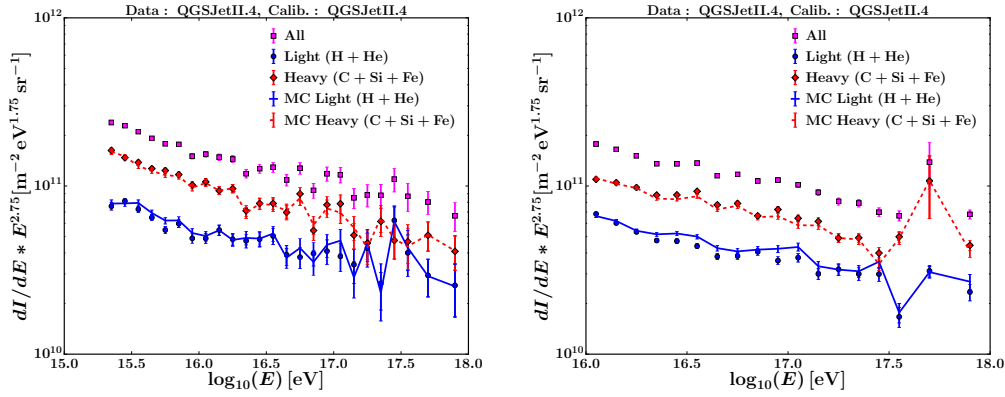 Data : QGSJetII.4, Calib. : QGSJetII.4
10^12
10^11
10^10
dI/dE * E^2.75 [m^−2 eV^1.75 sr^−1]
All
Light (H + He)
Heavy (C + Si + Fe)
MC Light (H + He)
MC Heavy (C + Si + Fe)
15.0 15.5 16.0 16.5 17.0 17.5 18.0
log10(E) [eV]
Data : QGSJetII.4, Calib. : QGSJetII.4
10^12
10^11
10^10
dI/dE * E^2.75 [m^−2 eV^1.75 sr^−1]
All
Light (H + He)
Heavy (C + Si + Fe)
MC Light (H + He)
MC Heavy (C + Si + Fe)
16.0 16.5 17.0 17.5 18.0
log10(E) [eV]